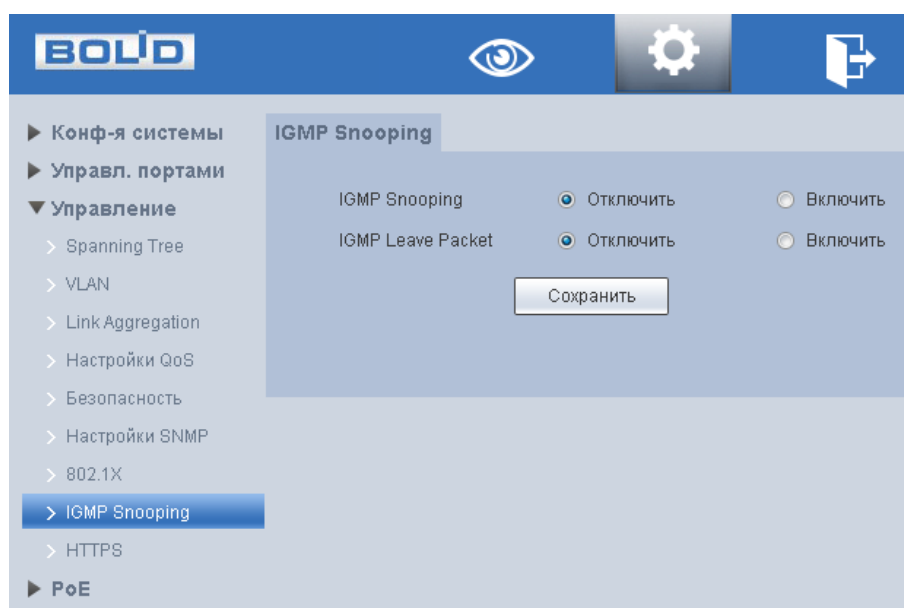 BOLID
Конф-я системы
Управл. портами
Управление
Spanning Tree
VLAN
Link Aggregation
Настройки QoS
Безопасность
Настройки SNMP
802.1X
IGMP Snooping
HTTPS
PoE
IGMP Snooping
IGMP Snooping Отключить Включить
IGMP Leave Packet Отключить Включить
Сохранить